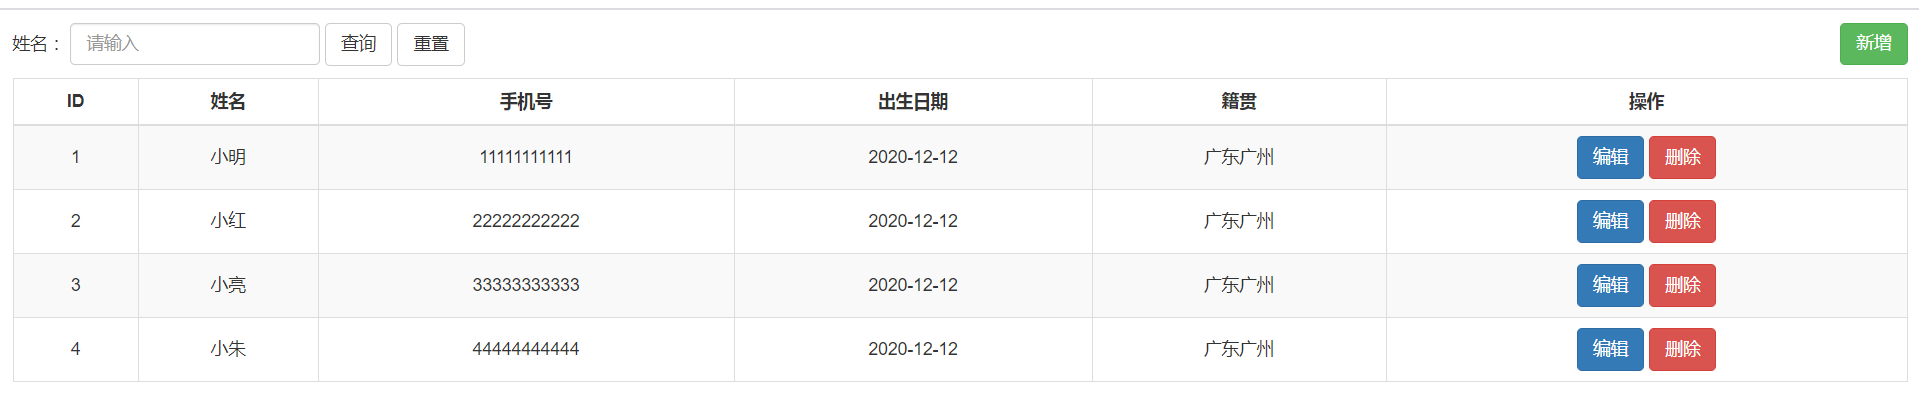 姓名： 请输入 查询 重置 新增
ID 姓名 手机号 出生日期 籍贯 操作
1 小明 11111111111 2020-12-12 广东广州 编辑 删除
2 小红 22222222222 2020-12-12 广东广州 编辑 删除
3 小亮 33333333333 2020-12-12 广东广州 编辑 删除
4 小朱 44444444444 2020-12-12 广东广州 编辑 删除